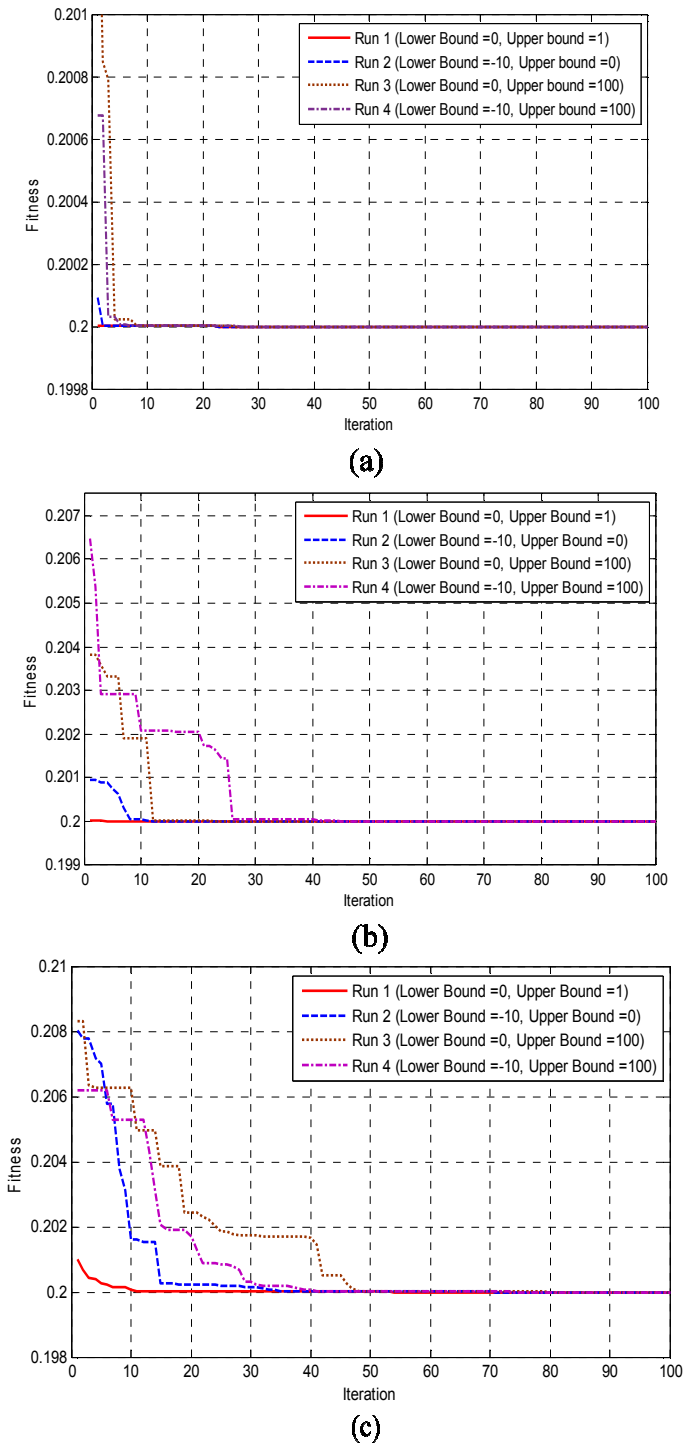 0.201
0.2008
0.2006
0.2004
0.2002
0.2
0.1998
Fitness
Run 1 (Lower Bound =0, Upper bound =1)
Run 2 (Lower Bound =-10, Upper bound =0)
Run 3 (Lower Bound =0, Upper bound =100)
Run 4 (Lower Bound =-10, Upper bound =100)
0 10 20 30 40 50 60 70 80 90 100
Iteration
(a)
0.207
0.206
0.205
0.204
0.203
0.202
0.201
0.2
0.199
Fitness
Run 1 (Lower Bound =0, Upper Bound =1)
Run 2 (Lower Bound =-10, Upper Bound =0)
Run 3 (Lower Bound =0, Upper Bound =100)
Run 4 (Lower Bound =-10, Upper Bound =100)
0 10 20 30 40 50 60 70 80 90 100
Iteration
(b)
0.21
0.208
0.206
0.204
0.202
0.2
0.198
Fitness
Run 1 (Lower Bound =0, Upper Bound =1)
Run 2 (Lower Bound =-10, Upper Bound =0)
Run 3 (Lower Bound =0, Upper Bound =100)
Run 4 (Lower Bound =-10, Upper Bound =100)
0 10 20 30 40 50 60 70 80 90 100
Iteration
(c)